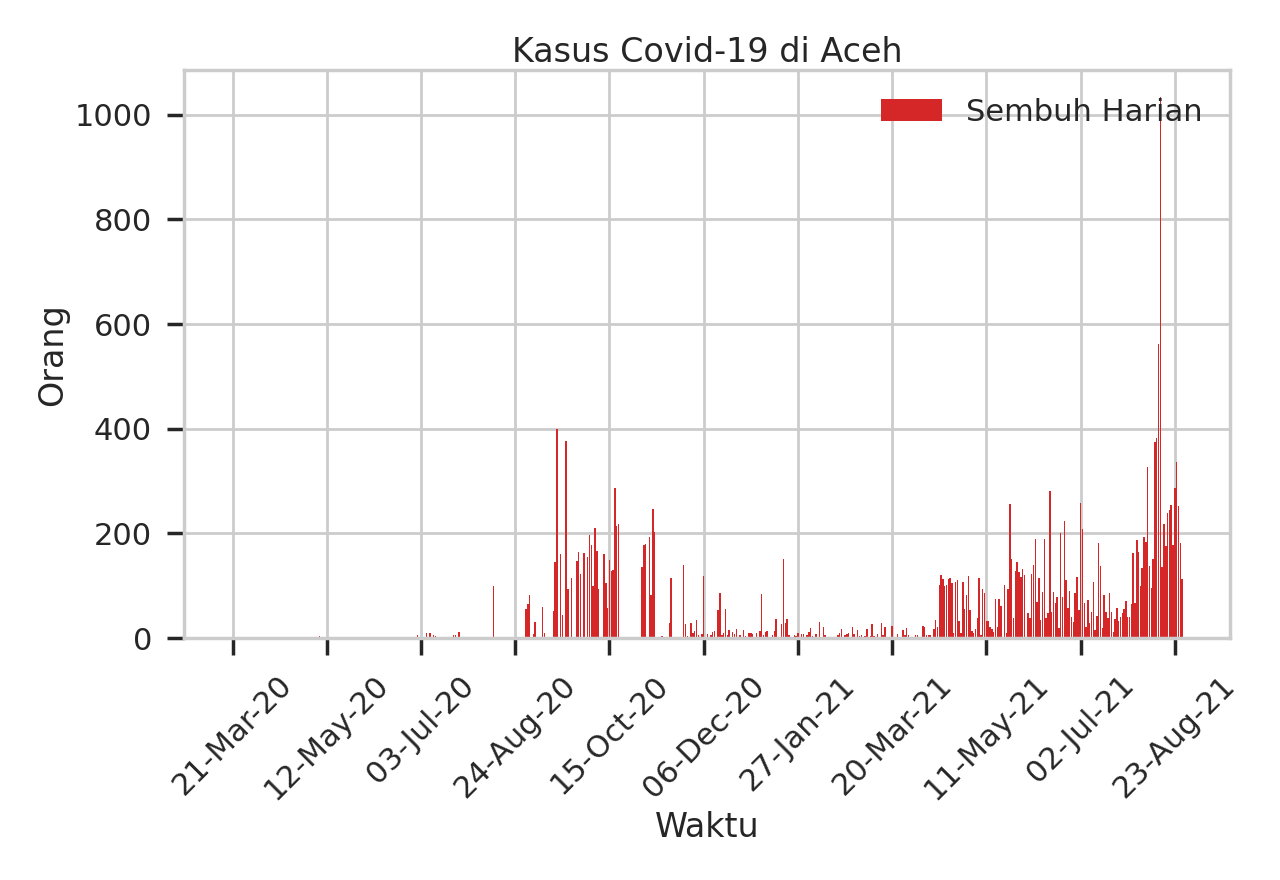 Kasus Covid-19 di Aceh
Sembuh Harian
Orang
1000
800
600
400
200
0
21-Mar-20
12-May-20
03-Jul-20
24-Aug-20
15-Oct-20
06-Dec-20
27-Jan-21
20-Mar-21
11-May-21
02-Jul-21
23-Aug-21
Waktu